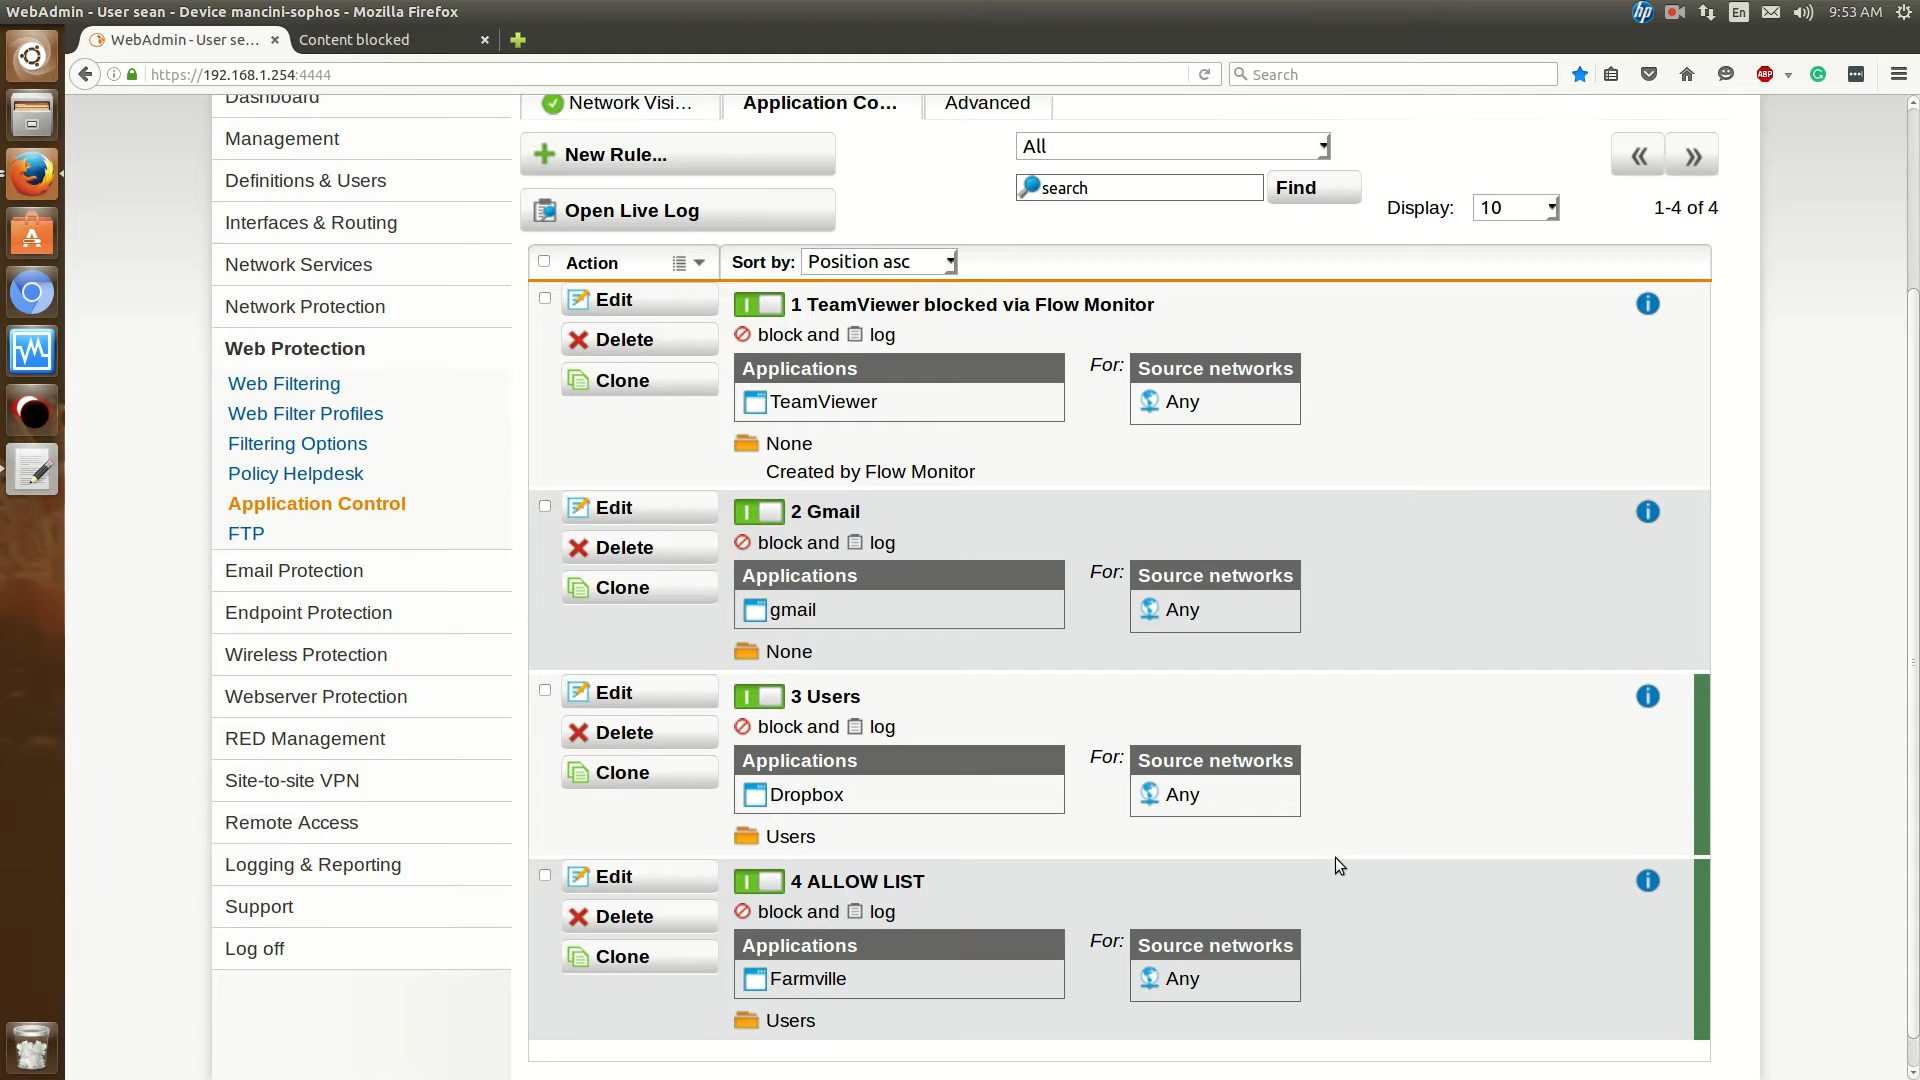 WebAdmin - User sean - Device mancini-sophos - Mozilla Firefox
En
9:53 AM
WebAdmin - User se...
Content blocked
https://192.168.1.254:4444
Search
ABP
Dashboard
Management
Definitions & Users
Interfaces & Routing
Network Services
Network Protection
Web Protection
Web Filtering
Web Filter Profiles
Filtering Options
Policy Helpdesk
Application Control
FTP
Email Protection
Endpoint Protection
Wireless Protection
Webserver Protection
RED Management
Site-to-site VPN
Remote Access
Logging & Reporting
Support
Log off
Network Visi...
Application Co...
Advanced
New Rule...
Open Live Log
All
search
Find
Display: 10
1-4 of 4
Action
Sort by: Position asc
Edit
Delete
Clone
1 TeamViewer blocked via Flow Monitor
block and log
Applications
TeamViewer
For:
Source networks
Any
None
Created by Flow Monitor
Edit
Delete
Clone
2 Gmail
block and log
Applications
gmail
For:
Source networks
Any
None
Edit
Delete
Clone
3 Users
block and log
Applications
Dropbox
For:
Source networks
Any
Users
Edit
Delete
Clone
4 ALLOW LIST
block and log
Applications
Farmville
For:
Source networks
Any
Users